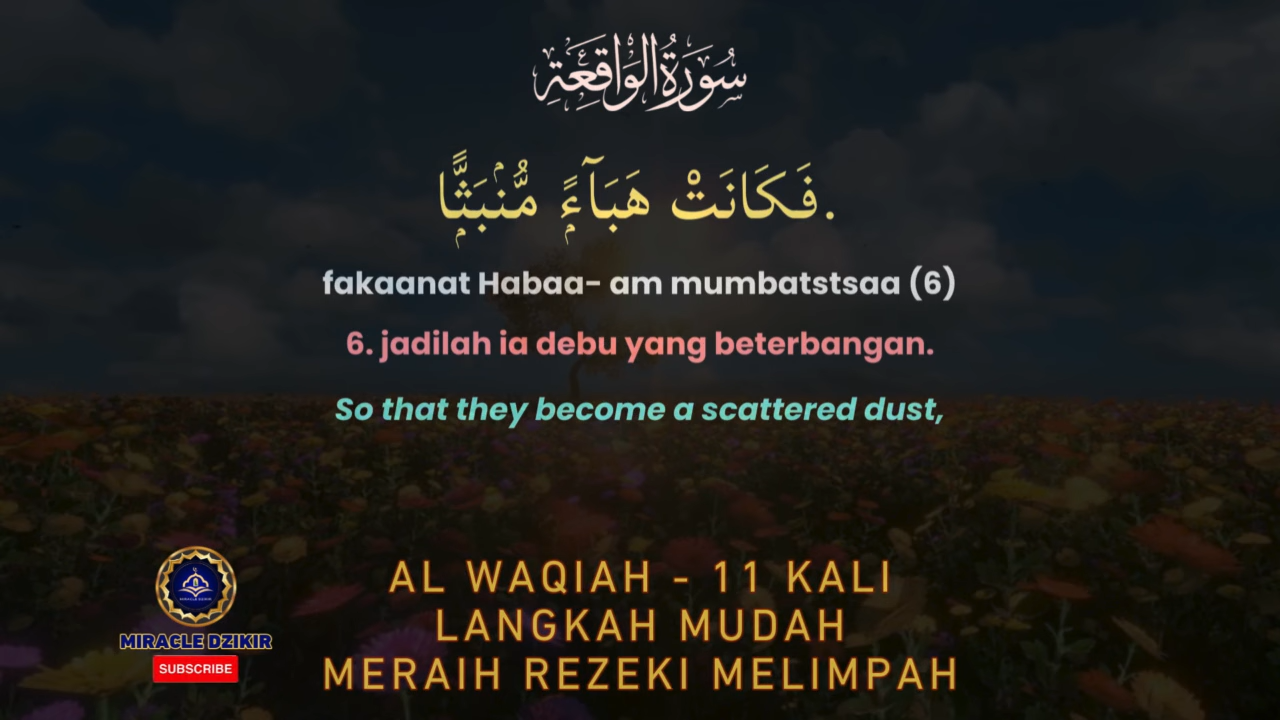 سُورَةُ الْوَاقِعَةِ
فَكَانَتْ هَبَآءً مُّنۢبَثًّا.
fakaanat Habaa- am mumbatstsaa (6)
6. jadilah ia debu yang beterbangan.
So that they become a scattered dust,
AL WAQIAH - 11 KALI
LANGKAH MUDAH
MERAIH REZEKI MELIMPAH
MIRACLE DZIKIR
SUBSCRIBE